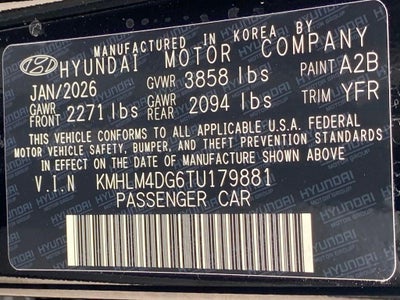 MANUFACTURED IN KOREA BY
HYUNDAI MOTOR COMPANY
JAN/2026 GVWR 3858 lbs PAINT A2B
GAWR FRONT 2271 lbs GAWR REAR 2094 lbs TRIM YFR
THIS VEHICLE CONFORMS TO ALL APPLICABLE U.S.A. FEDERAL
MOTOR VEHICLE SAFETY, BUMPER, AND THEFT PREVENTION STANDARDS
IN EFFECT ON THE DATE OF MANUFACTURE SHOWN ABOVE.
V.I.N KMHLM4DG6TU179881
PASSENGER CAR